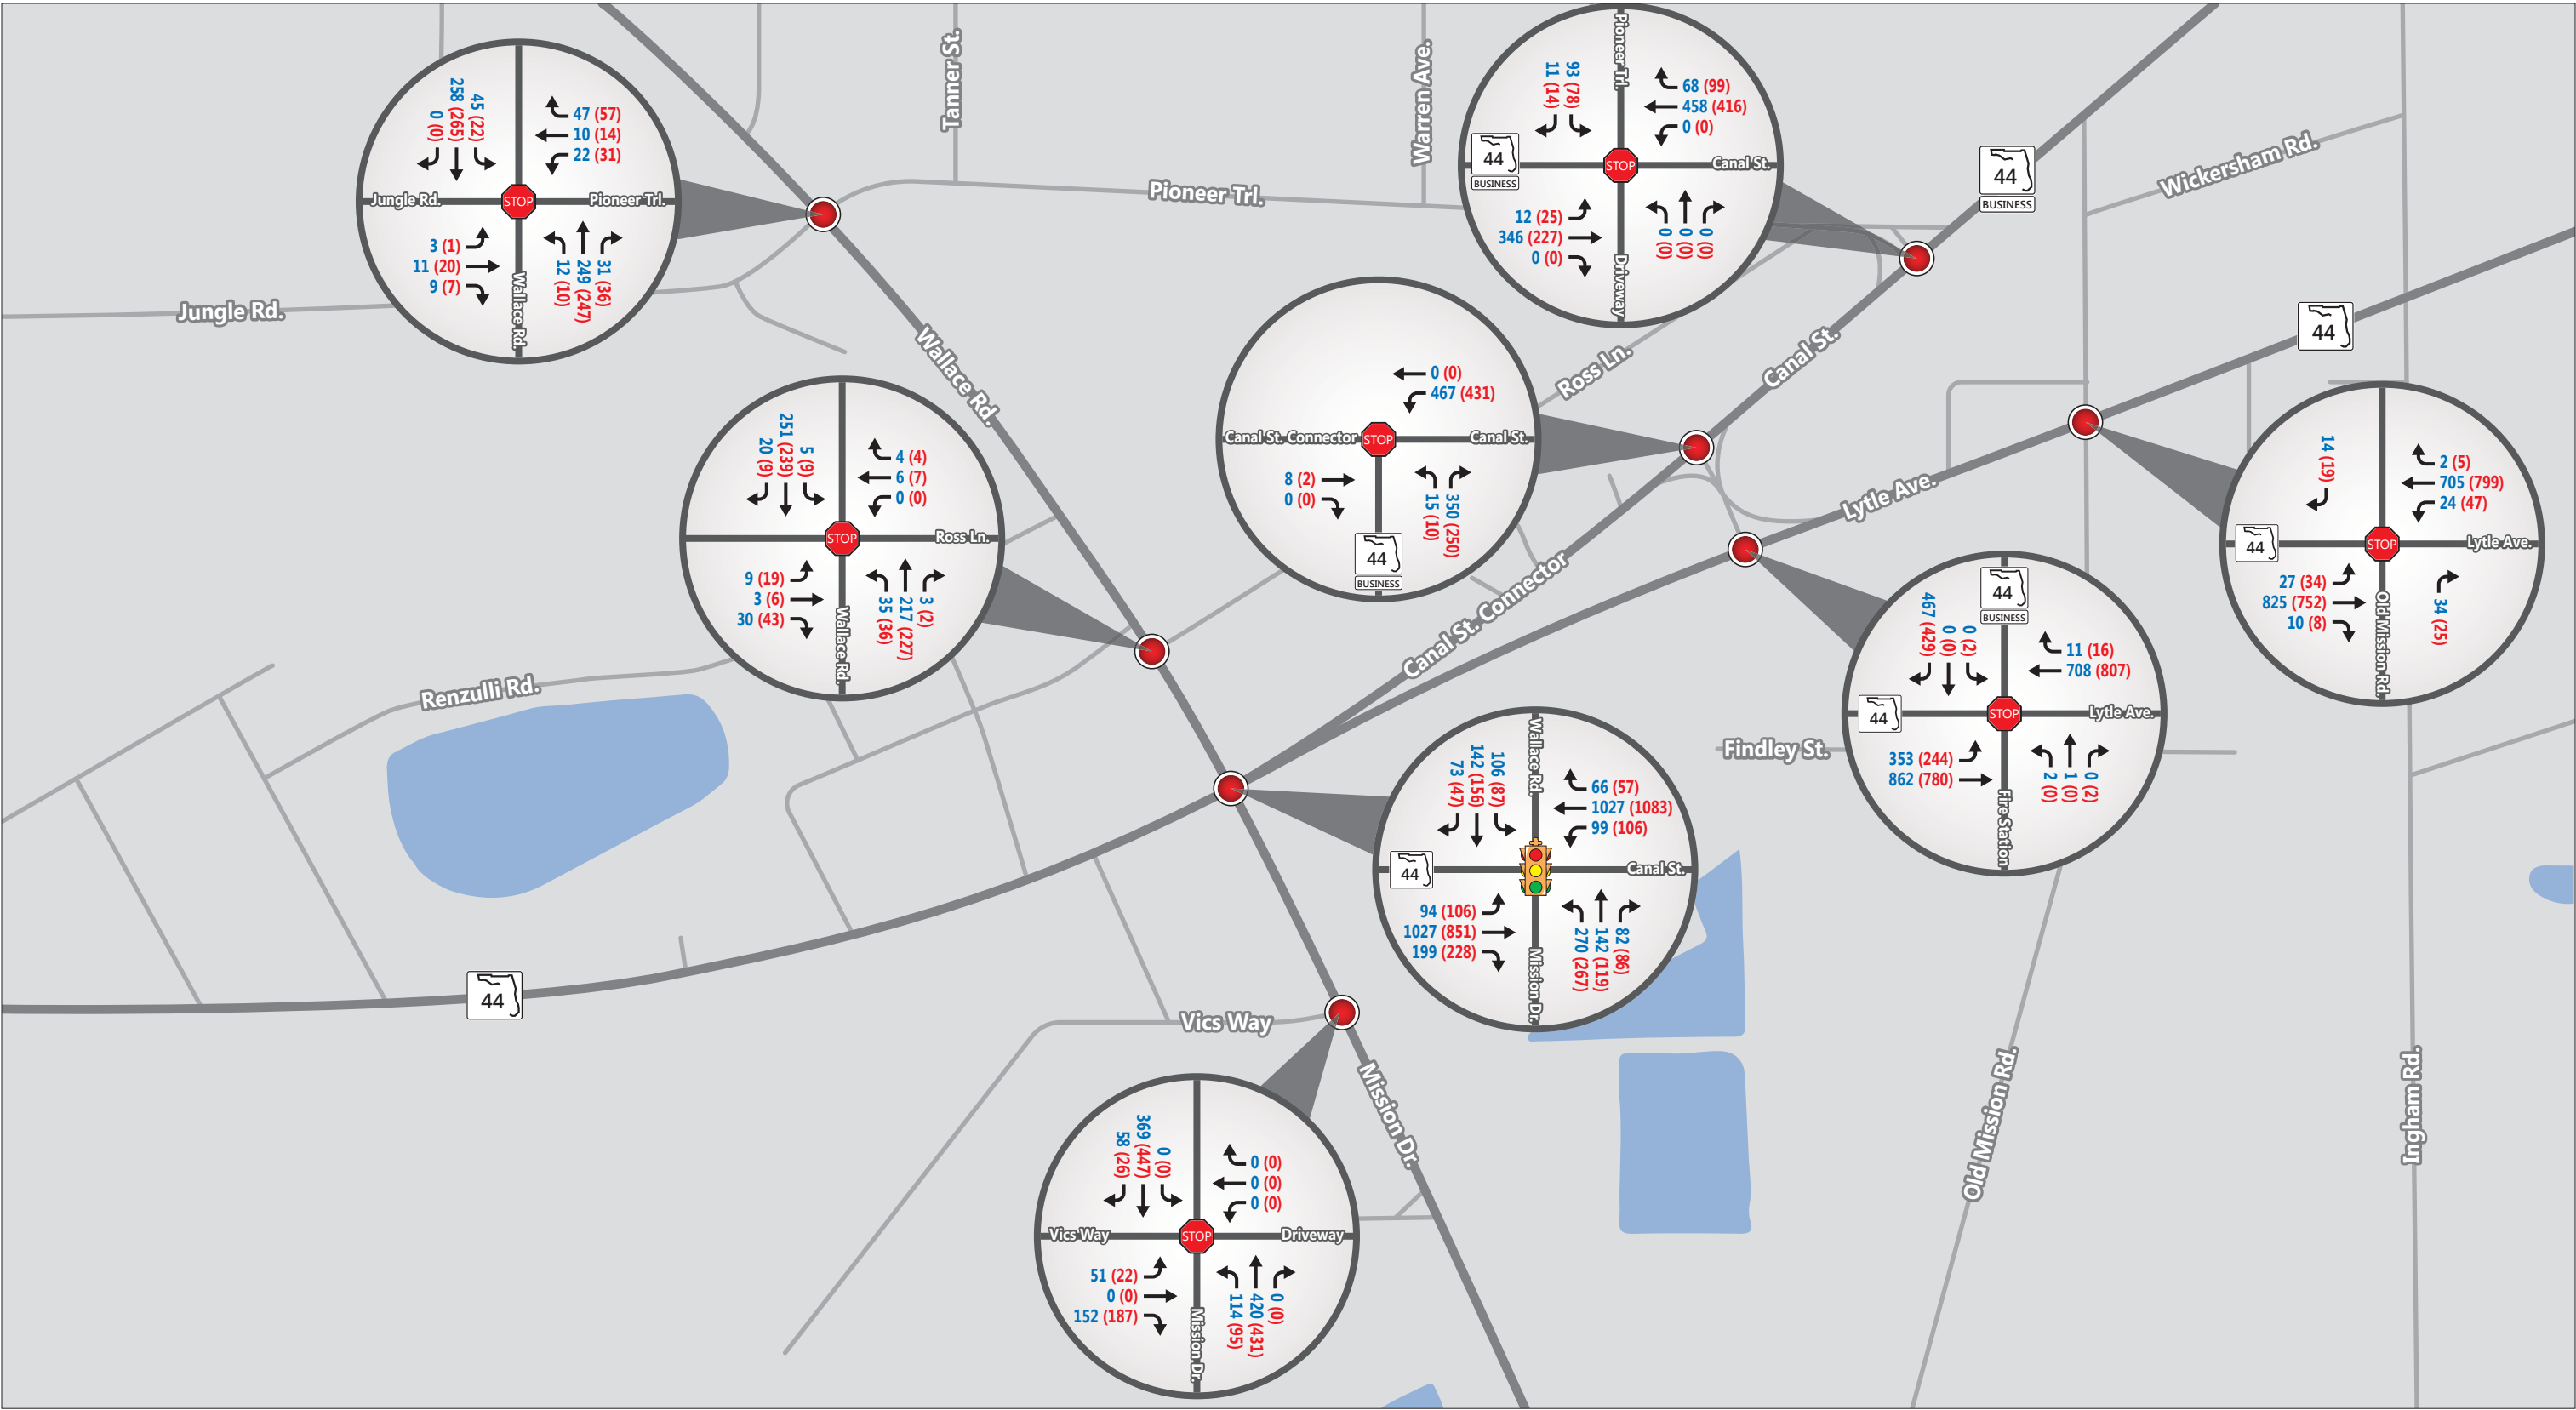 Tanner St.
Warren Ave.
Pioneer Trl.
Wickersham Rd.
44
BUSINESS
44
Jungle Rd.
Wallace Rd.
Ross Ln.
Canal St.
Lytle Ave.
Canal St. Connector
Renzulli Rd.
Findley St.
44
Vics Way
Mission Dr.
Old Mission Rd.
Ingham Rd.
258 (265)
45 (22)
0 (0)
47 (57)
10 (14)
22 (31)
Jungle Rd.
STOP
Pioneer Trl.
3 (1)
11 (20)
9 (7)
Wallace Rd.
12 (10)
249 (247)
31 (36)
Pioneer Trl.
11 (14)
93 (78)
68 (99)
458 (416)
0 (0)
44
BUSINESS
STOP
Canal St.
12 (25)
346 (227)
0 (0)
Driveway
0 (0)
0 (0)
0 (0)
0 (0)
467 (431)
Canal St. Connector
STOP
Canal St.
8 (2)
0 (0)
15 (10)
350 (250)
44
BUSINESS
20 (9)
251 (239)
5 (9)
4 (4)
6 (7)
0 (0)
STOP
Ross Ln.
9 (19)
3 (6)
30 (43)
Wallace Rd.
35 (36)
217 (227)
3 (2)
14 (19)
2 (5)
705 (799)
24 (47)
44
STOP
Lytle Ave.
27 (34)
825 (752)
10 (8)
Old Mission Rd.
34 (25)
44
BUSINESS
467 (429)
0 (0)
0 (2)
11 (16)
708 (807)
44
STOP
Lytle Ave.
353 (244)
862 (780)
Fire Station
2 (0)
1 (0)
0 (2)
Wallace Rd
73 (47)
142 (156)
106 (87)
66 (57)
1027 (1083)
99 (106)
44
Canal St.
94 (106)
1027 (851)
199 (228)
Mission Dr.
270 (267)
142 (119)
82 (86)
58 (26)
369 (447)
0 (0)
0 (0)
0 (0)
0 (0)
Vics Way
STOP
Driveway
51 (22)
0 (0)
152 (187)
Mission Dr.
114 (95)
420 (431)
0 (0)